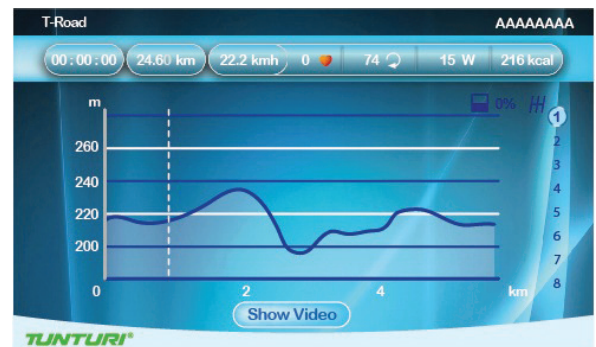 T-Road AAAAAAAA
00:00:00 24.60 km 22.2 kmh 0 74 15 W 216 kcal
m
0%
1
260
2
3
240
4
220
5
6
200
7
8
0 2 4 km
Show Video
TUNTURI®